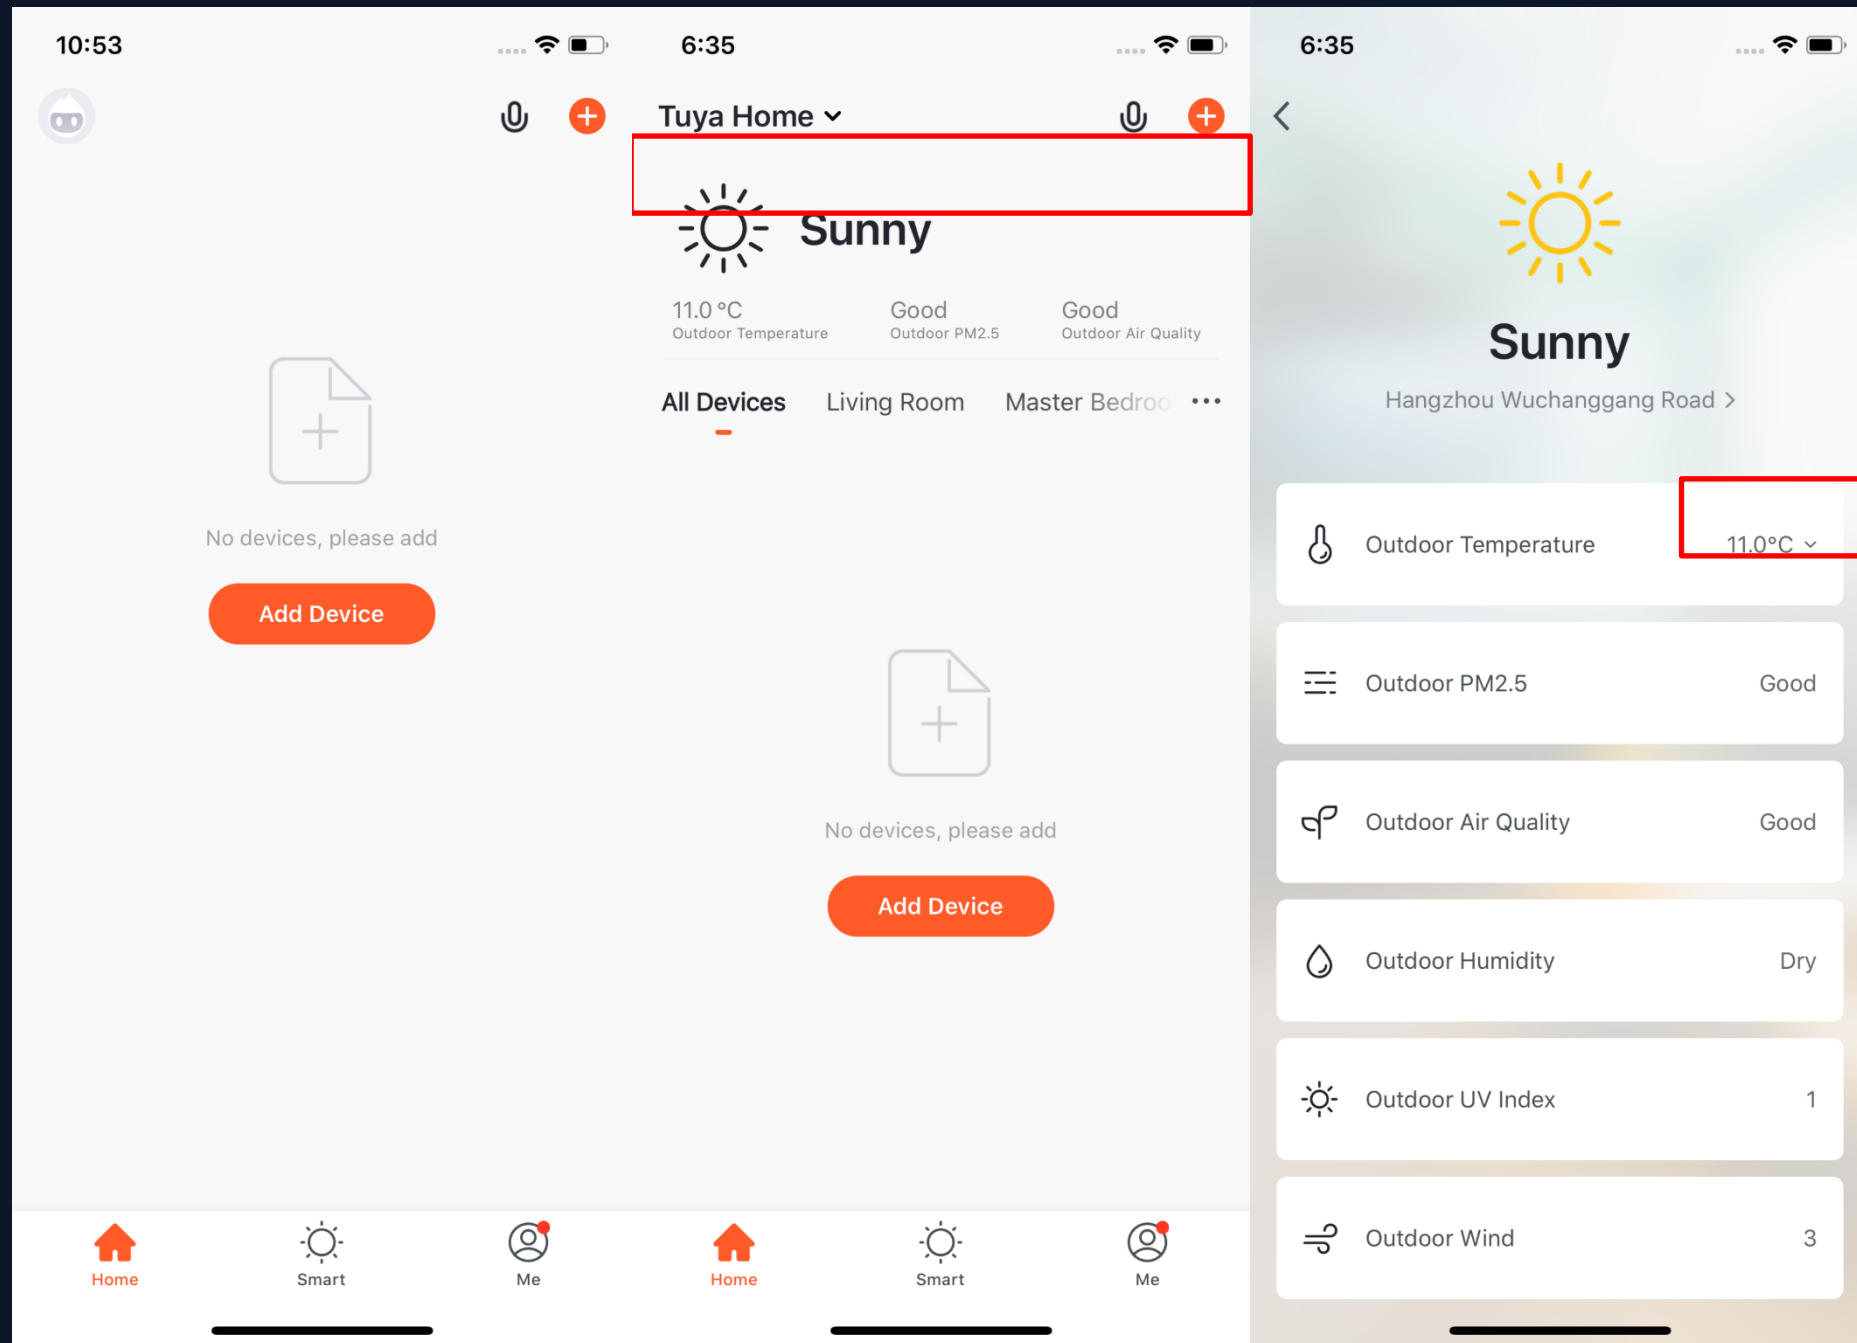 10:53
No devices, please add
Add Device
Home
Smart
Me
6:35
Tuya Home
Sunny
11.0 °C
Outdoor Temperature
Good
Outdoor PM2.5
Good
Outdoor Air Quality
All Devices
Living Room
Master Bedroo
No devices, please add
Add Device
Home
Smart
Me
6:35
Sunny
Hangzhou Wuchanggang Road
Outdoor Temperature 11.0°C
Outdoor PM2.5 Good
Outdoor Air Quality Good
Outdoor Humidity Dry
Outdoor UV Index 1
Outdoor Wind 3